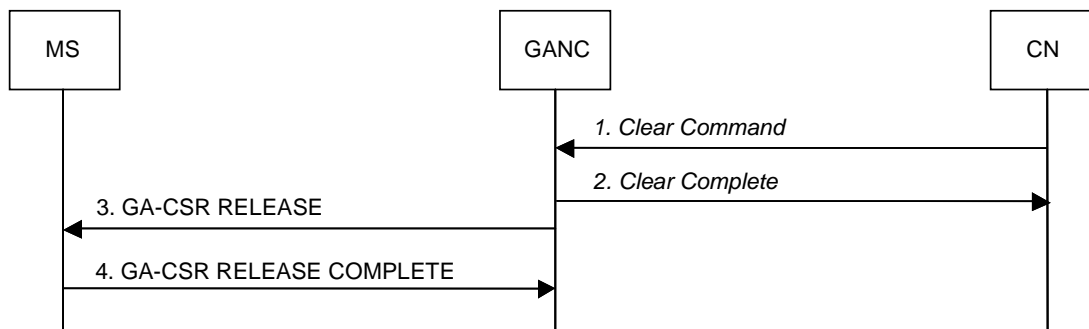 MS
GANC
CN
1. Clear Command
2. Clear Complete
3. GA-CSR RELEASE
4. GA-CSR RELEASE COMPLETE